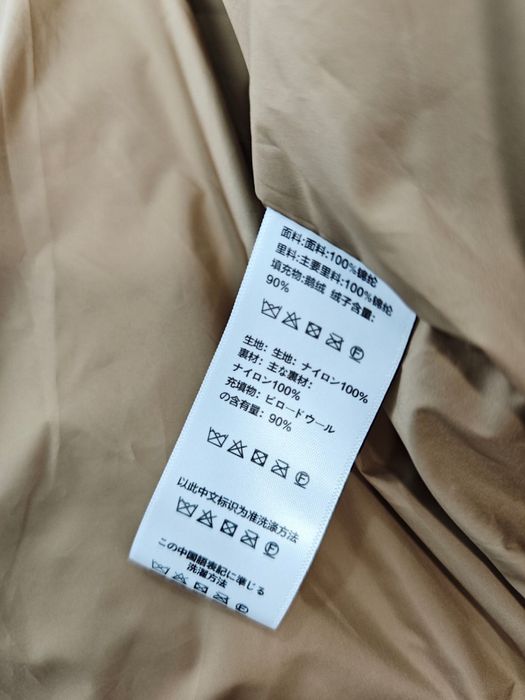 面料:面料:100%锦纶
里料:主要里料:100%锦纶
填充物:鹅绒 绒子含量:
90%
生地: 生地: ナイロン100%
裏材: 主な裏材:
ナイロン100%
充填物: ビロードウール
の含有量: 90%
以此中文标识为准洗涤方法
この中国語表記に準じる
洗濯方法